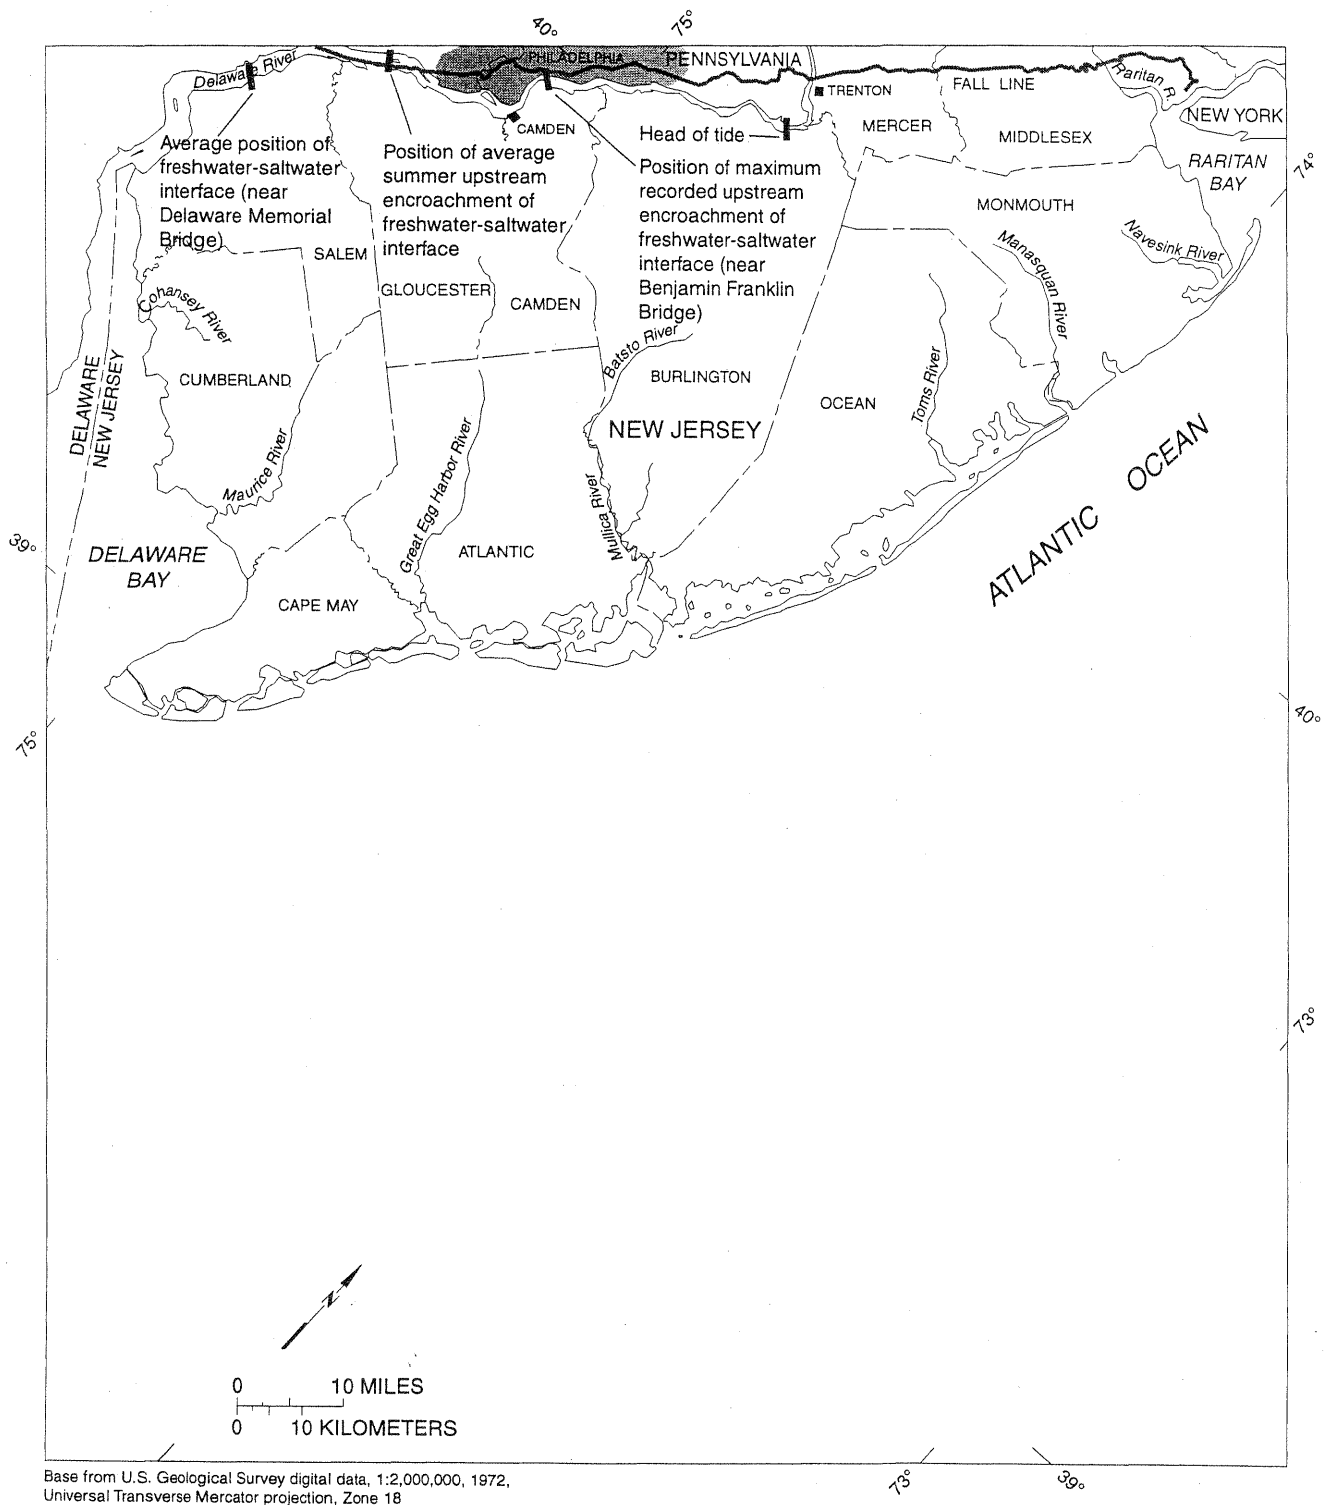 40°
75°
PHILADELPHIA
PENNSYLVANIA
Delaware River
TRENTON
FALL LINE
Raritan R.
NEW YORK
CAMDEN
Head of tide
MERCER
MIDDLESEX
RARITAN
BAY
74°
Average position of
freshwater-saltwater
interface (near
Delaware Memorial
Bridge)
Position of average
summer upstream
encroachment of
freshwater-saltwater
interface
Position of maximum
recorded upstream
encroachment of
freshwater-saltwater
interface (near
Benjamin Franklin
Bridge)
MONMOUTH
Navesink River
Manasquan River
SALEM
GLOUCESTER
CAMDEN
Cohansey River
Batsto River
CUMBERLAND
BURLINGTON
OCEAN
Toms River
DELAWARE
NEW JERSEY
NEW JERSEY
Maurice River
Great Egg Harbor River
Mullica River
ATLANTIC OCEAN
39°
DELAWARE
BAY
ATLANTIC
CAPE MAY
75°
40°
73°
N
0 10 MILES
0 10 KILOMETERS
Base from U.S. Geological Survey digital data, 1:2,000,000, 1972,
Universal Transverse Mercator projection, Zone 18
73°
39°